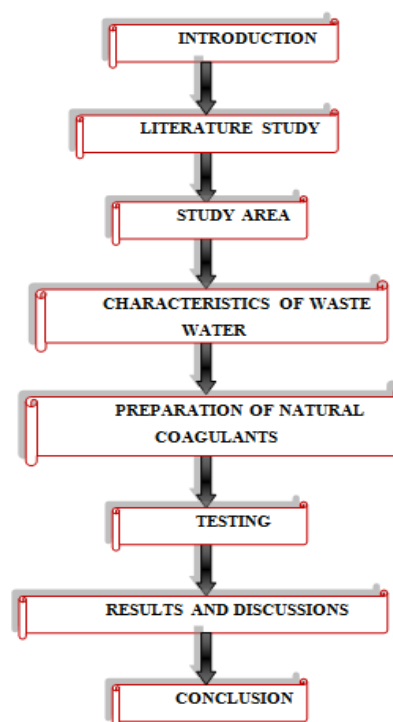 INTRODUCTION
LITERATURE STUDY
STUDY AREA
CHARACTERISTICS OF WASTE
WATER
PREPARATION OF NATURAL
COAGULANTS
TESTING
RESULTS AND DISCUSSIONS
CONCLUSION